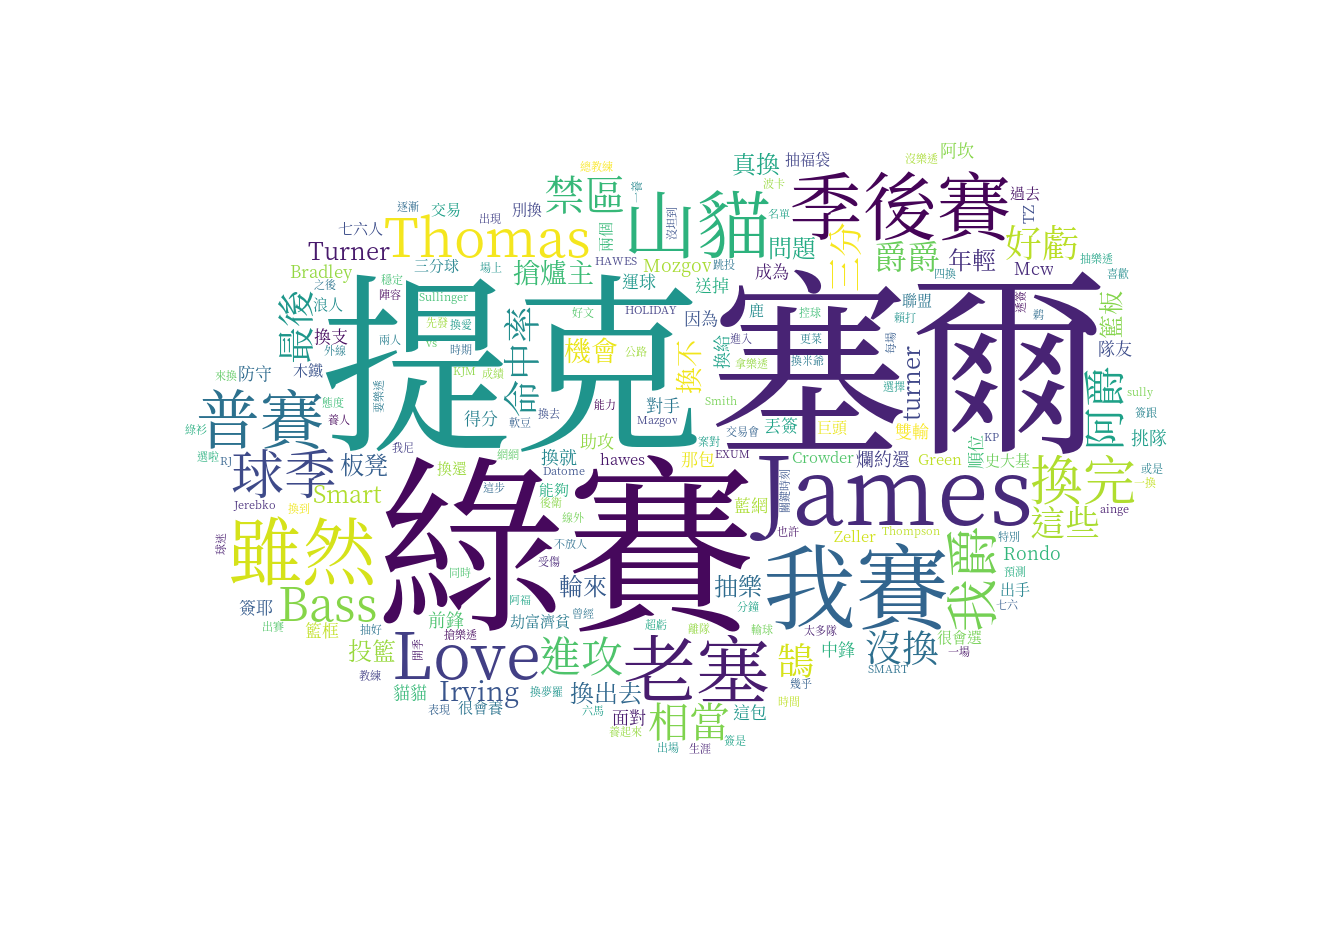 總教練
沒樂透
阿坎
真換
抽福袋
一養
波卡
禁區
山貓
季後賽
過去
喜歡
逐漸
交易
出現
別換
兩個
沒坦到
名單
TZ
七六人
Thomas
三分
好虧
Turner
問題
爵爵
年輕
抽樂透
三分球
場上
搶爐主
HAWES
Mozgov
跳投
成為
四換
Mcw
Bradley
之後
穩定
運球
送掉
最後
浪人
陣容
Sullinger
命中率
好文
HOLIDAY
因為
鹿
控球
賴打
聯盟
送簽
鹈
籃板
換支
先發
換愛
提克
塞爾
進入
更菜
每場
隊友
外線
兩人
vs
時期
機會
公路
換不
換給
拿樂透
換米爺
turner
來換
防守
木鐵
KJM
成績
選擇
阿爵
sully
態度
要樂透
能力
Smith
綠衫
普賽
養人
得分
軟豆
換去
對手
Mazgov
交易會
丟簽
巨頭
雙輪
簽跟
選啦
RJ
球季
板凳
我尼
網網
助攻
案對
EXUM
KP
挑隊
換還
Datome
換就
hawes
那包
Crowder
爛約還
Green
順位
史大基
或是
Jerebko
換到
Smart
綠賽
這步
能夠
後衛
藍網
關鍵時刻
James
換完
一換
ainge
線外
這些
球迷
雖然
不放人
也許
Zeller
Thompson
特別
同時
受傷
我賽
我爵
Rondo
預測
簽耶
Bass
阿福
輪來
曾經
抽樂
分鐘
出手
七六
出賽
籃框
抽好
前鋒
劫富濟貧
超虧
離隊
輸球
太多隊
很會選
搶樂透
投籃
開季
Love
進攻
老塞
鵠
中鋒
沒換
一場
教練
SMART
貓貓
Irving
換夢羅
換出去
幾乎
表現
很會養
六馬
面對
相當
這包
時間
養起來
出場
生涯
簽是